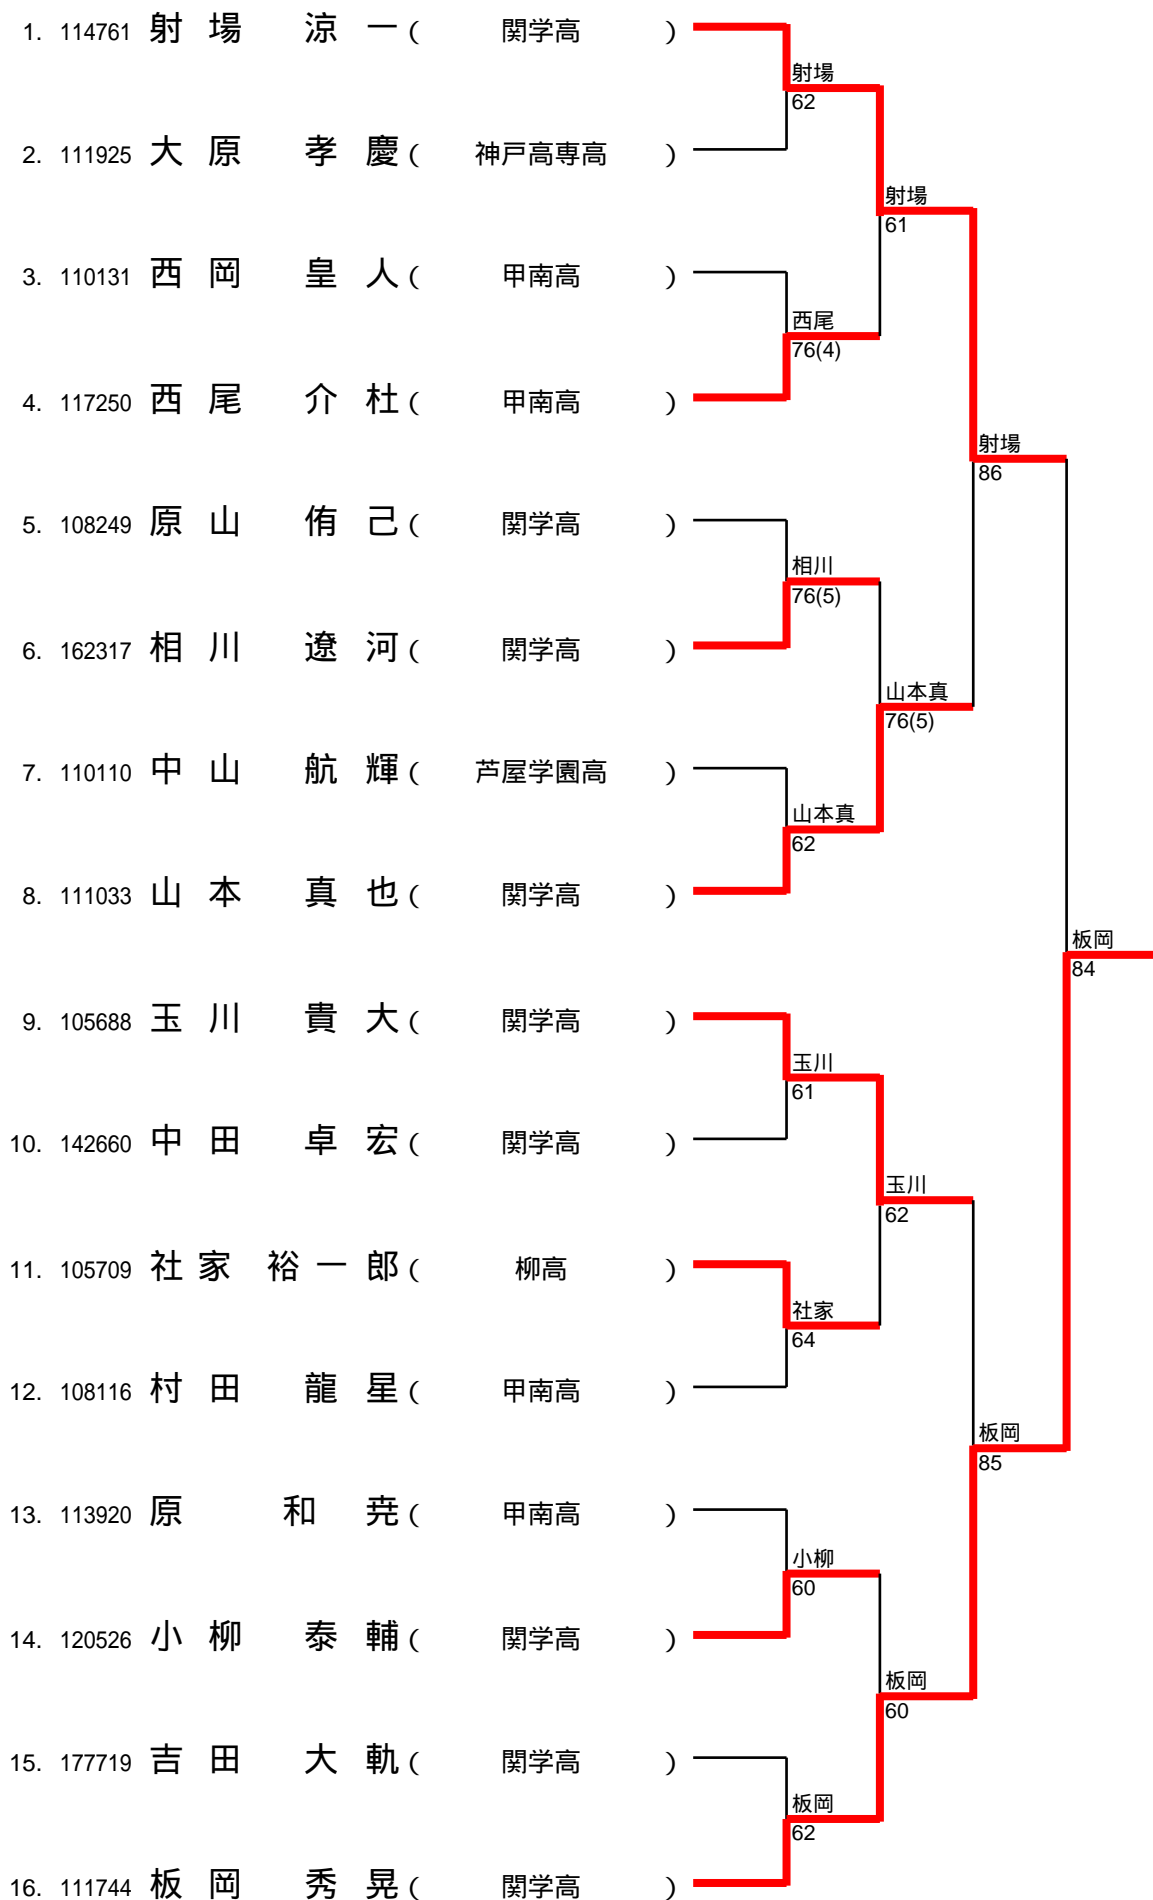 1. 114761 射場 涼一 ( 関学高 )
射場
62
2. 111925 大原 孝慶 ( 神戸高専高 )
射場
61
3. 110131 西岡 皇人 ( 甲南高 )
西尾
76(4)
4. 117250 西尾 介杜 ( 甲南高 )
射場
86
5. 108249 原山 侑己 ( 関学高 )
相川
76(5)
6. 162317 相川 遼河 ( 関学高 )
山本真
76(5)
7. 110110 中山 航輝 ( 芦屋学園高 )
山本真
62
8. 111033 山本 真也 ( 関学高 )
板岡
84
9. 105688 玉川 貴大 ( 関学高 )
玉川
61
10. 142660 中田 卓宏 ( 関学高 )
玉川
62
11. 105709 社家 裕一郎 ( 柳高 )
社家
64
12. 108116 村田 龍星 ( 甲南高 )
板岡
85
13. 113920 原 和尭 ( 甲南高 )
小柳
60
14. 120526 小柳 泰輔 ( 関学高 )
板岡
60
15. 177719 吉田 大軌 ( 関学高 )
板岡
62
16. 111744 板岡 秀晃 ( 関学高 )